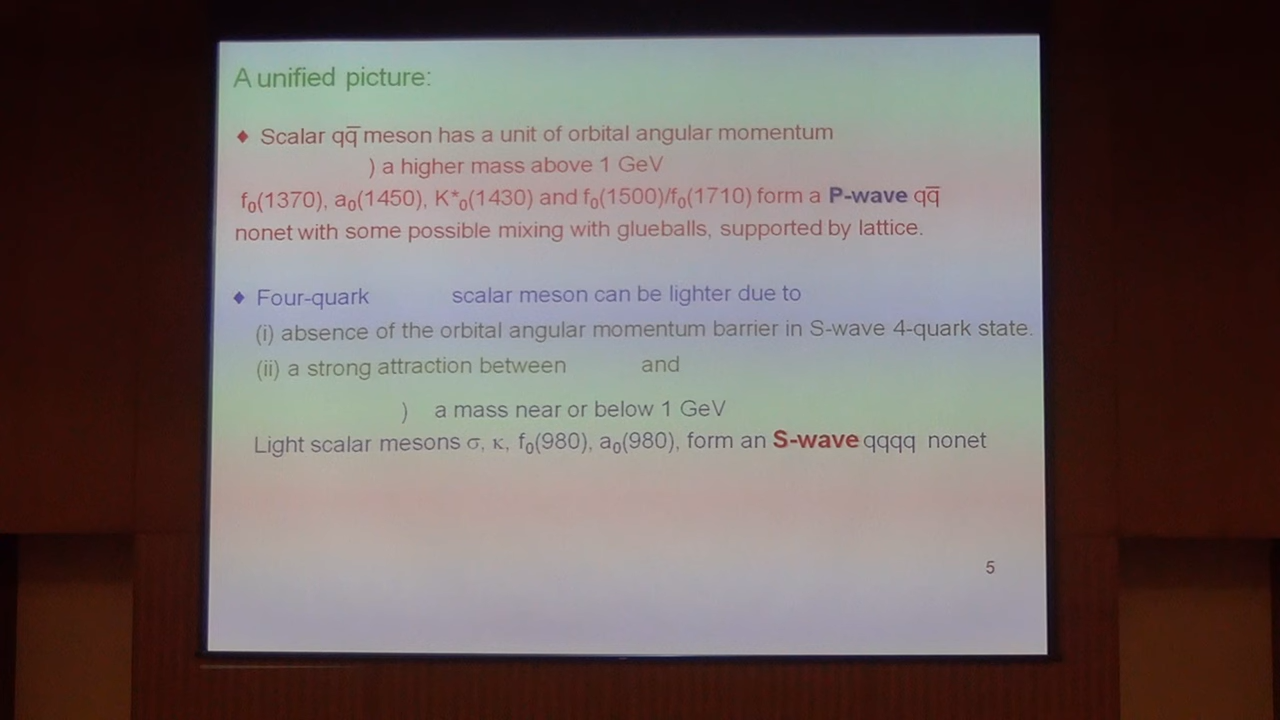 A unified picture:
♦ Scalar qq̅ meson has a unit of orbital angular momentum
) a higher mass above 1 GeV
f₀(1370), a₀(1450), K*₀(1430) and f₀(1500)/f₀(1710) form a P-wave qq̅
nonet with some possible mixing with glueballs, supported by lattice.
♦ Four-quark scalar meson can be lighter due to
(i) absence of the orbital angular momentum barrier in S-wave 4-quark state.
(ii) a strong attraction between and
) a mass near or below 1 GeV
Light scalar mesons σ, κ, f₀(980), a₀(980), form an S-wave qqqq nonet
5